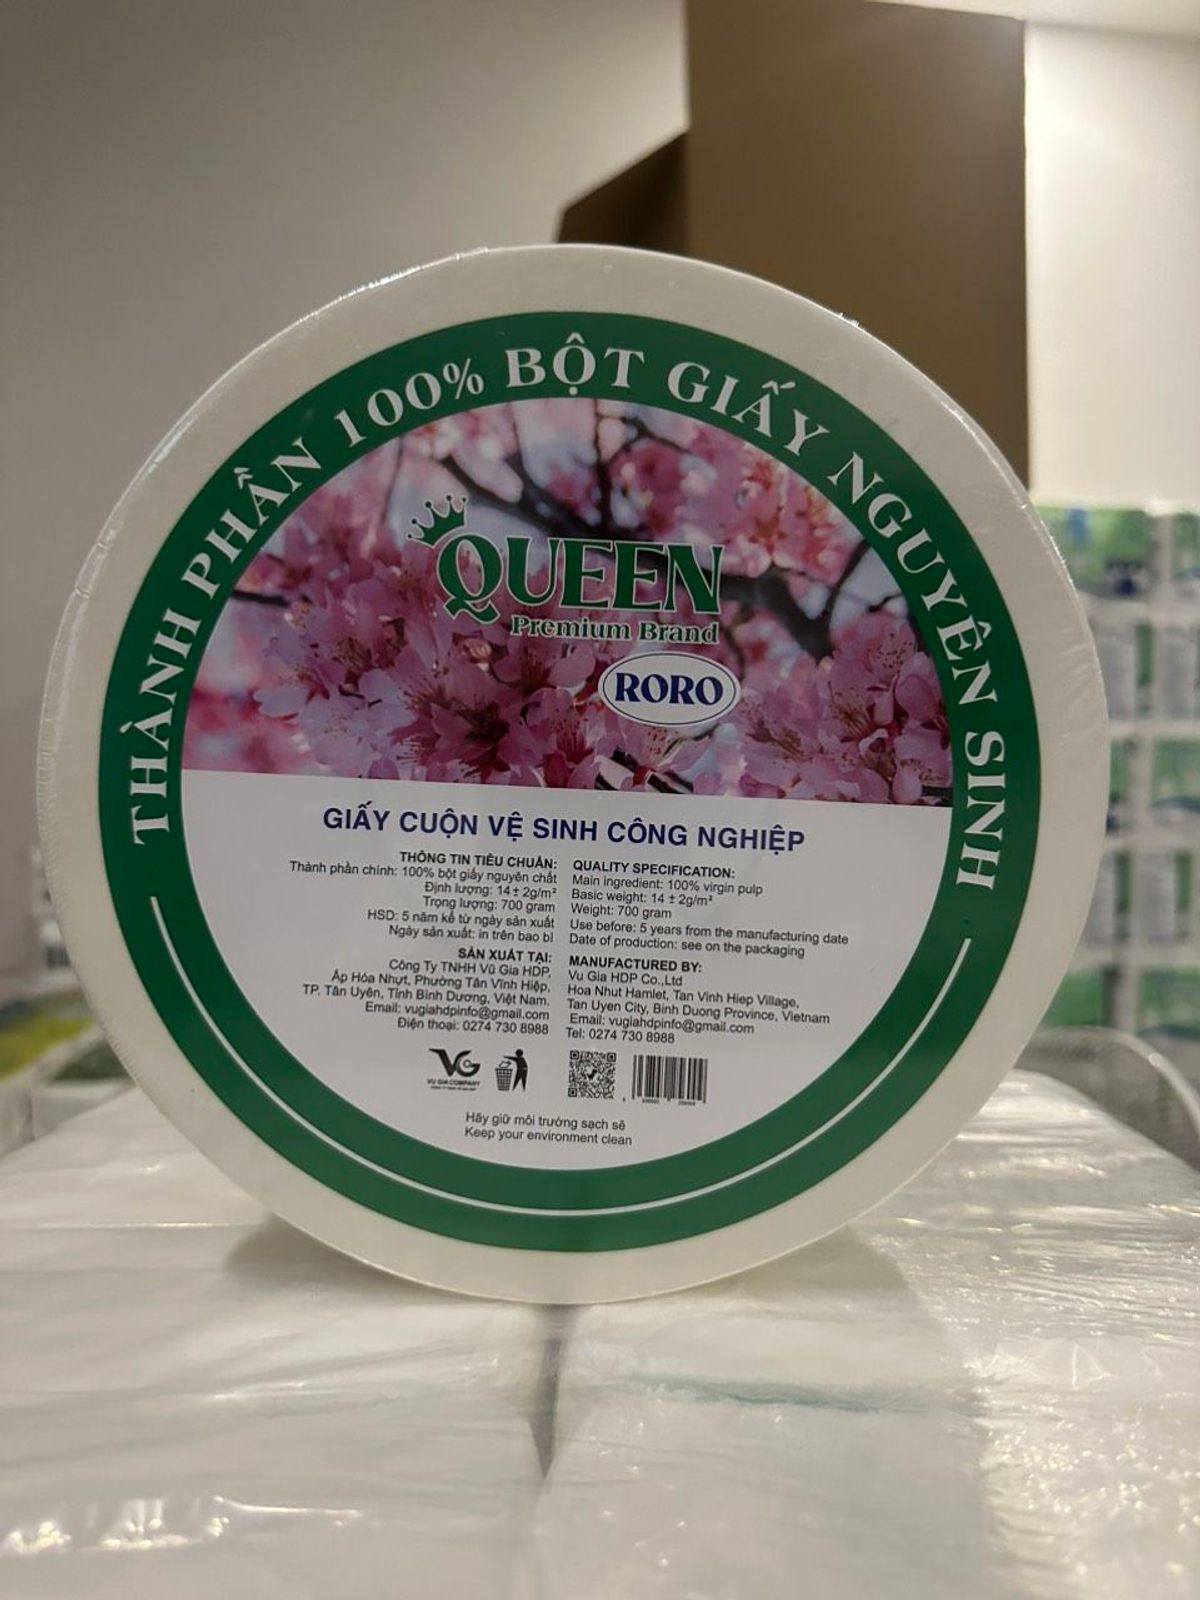 THÀNH PHẦN 100% BỘT GIẤY NGUYÊN SINH
QUEEN
Premium Brand
RORO
GIẤY CUỘN VỆ SINH CÔNG NGHIỆP
THÔNG TIN TIÊU CHUẨN:
Thành phần chính: 100% bột giấy nguyên chất
Định lượng: 14 ± 2g/m²
Trọng lượng: 700 gram
HSD: 5 năm kể từ ngày sản xuất
Ngày sản xuất: in trên bao bì
SẢN XUẤT TẠI:
Công Ty TNHH Vũ Gia HDP,
Ấp Hóa Nhựt, Phường Tân Vĩnh Hiệp,
TP. Tân Uyên, Tỉnh Bình Dương, Việt Nam.
Email: vugiahdpinfo@gmail.com
Điện thoại: 0274 730 8988
QUALITY SPECIFICATION:
Main ingredient: 100% virgin pulp
Basic weight: 14 ± 2g/m²
Weight: 700 gram
Use before: 5 years from the manufacturing date
Date of production: see on the packaging
MANUFACTURED BY:
Vu Gia HDP Co.,Ltd
Hoa Nhut Hamlet, Tan Vinh Hiep Village,
Tan Uyen City, Binh Duong Province, Vietnam
Email: vugiahdpinfo@gmail.com
Tel: 0274 730 8988
VG
VU GIA COMPANY
Hãy giữ môi trường sạch sẽ
Keep your environment clean